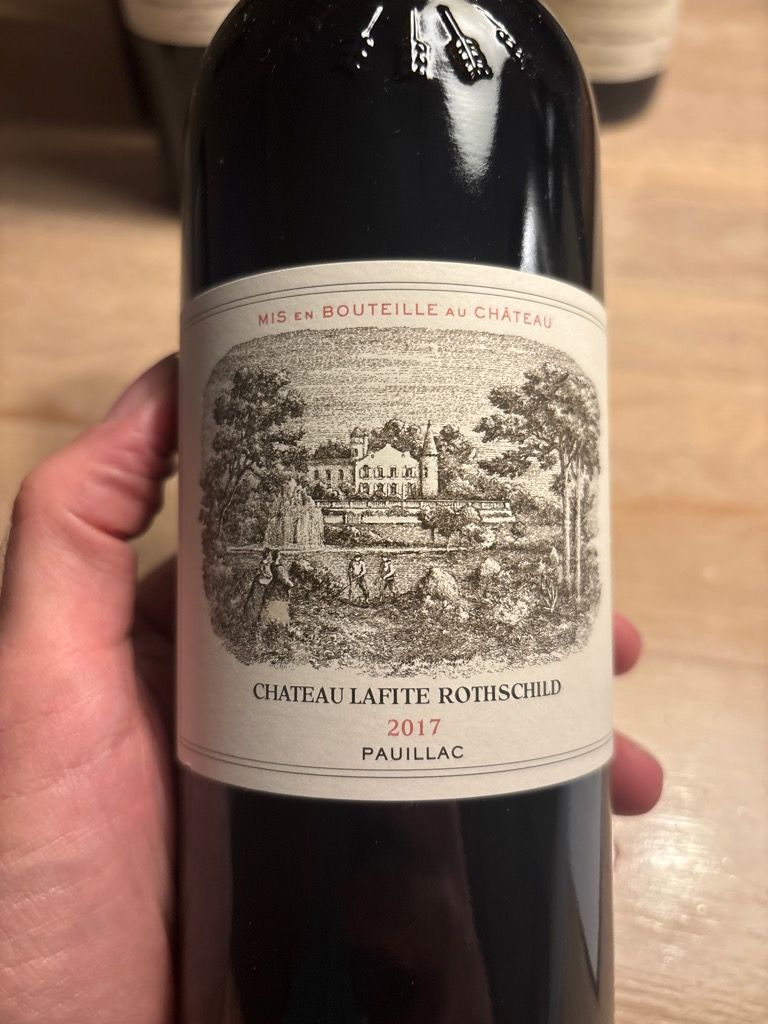 MIS EN BOUTEILLE AU CHÂTEAU
CHATEAU LAFITE ROTHSCHILD
2017
PAUILLAC